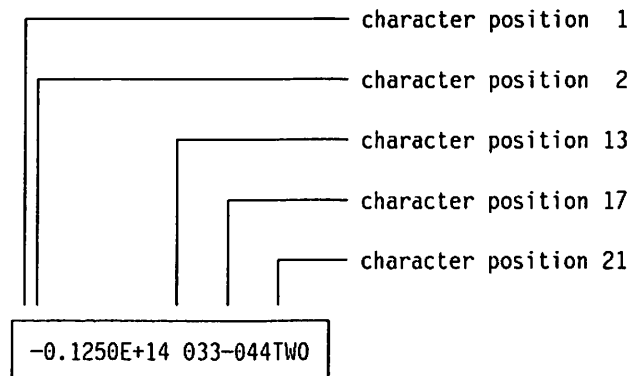 character position 1
character position 2
character position 13
character position 17
character position 21
-0.1250E+14 033-044TWO